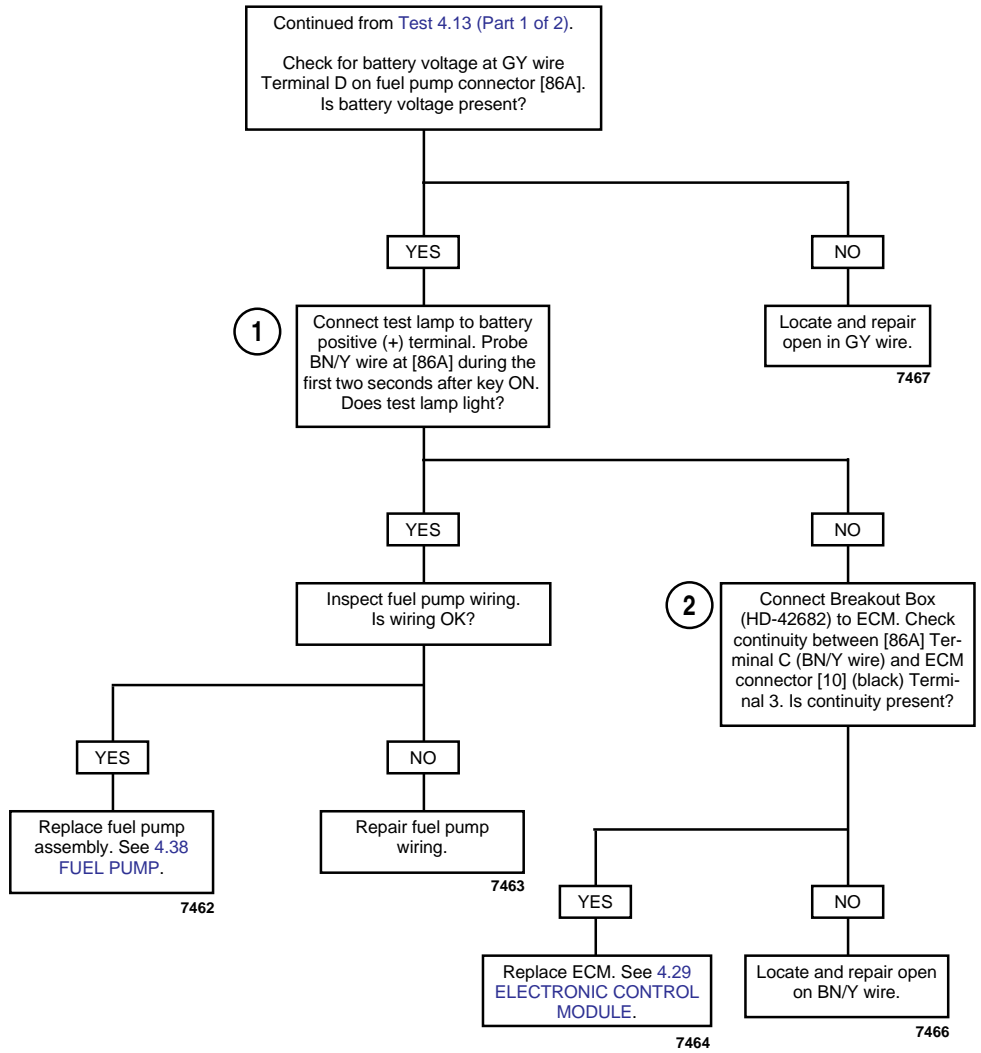 Continued from Test 4.13 (Part 1 of 2).
Check for battery voltage at GY wire
Terminal D on fuel pump connector [86A].
Is battery voltage present?
YES
NO
1
Connect test lamp to battery
positive (+) terminal. Probe
BN/Y wire at [86A] during the
first two seconds after key ON.
Does test lamp light?
Locate and repair
open in GY wire.
7467
YES
NO
Inspect fuel pump wiring.
Is wiring OK?
2
Connect Breakout Box
(HD-42682) to ECM. Check
continuity between [86A] Ter-
minal C (BN/Y wire) and ECM
connector [10] (black) Termi-
nal 3. Is continuity present?
YES
NO
Replace fuel pump
assembly. See 4.38
FUEL PUMP.
7462
Repair fuel pump
wiring.
7463
YES
NO
Replace ECM. See 4.29
ELECTRONIC CONTROL
MODULE.
7464
Locate and repair open
on BN/Y wire.
7466